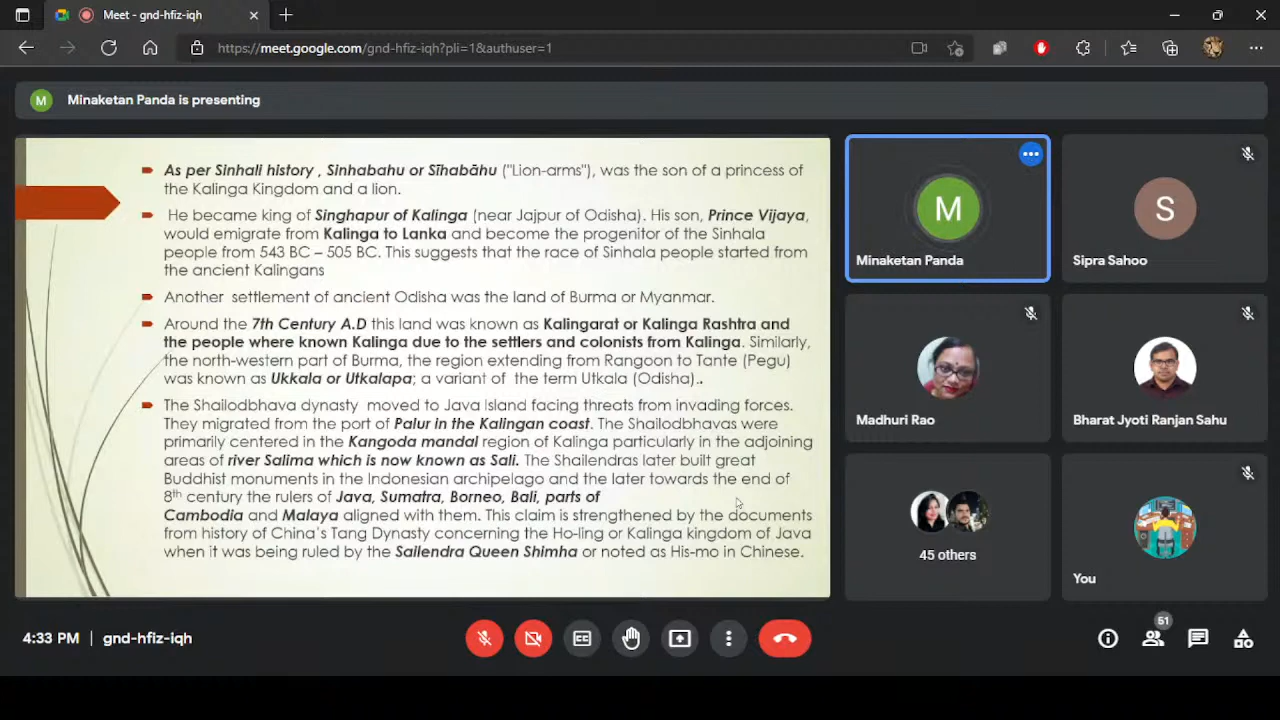 Meet - gnd-hfiz-iqh
https://meet.google.com/gnd-hfiz-iqh?pli=1&authuser=1
M
Minaketan Panda is presenting
As per Sinhali history , Sinhabahu or Sīhabāhu ("Lion-arms"), was the son of a princess of
the Kalinga Kingdom and a lion.
He became king of Singhapur of Kalinga (near Jajpur of Odisha). His son, Prince Vijaya,
would emigrate from Kalinga to Lanka and become the progenitor of the Sinhala
people from 543 BC – 505 BC. This suggests that the race of Sinhala people started from
the ancient Kalingans
Another settlement of ancient Odisha was the land of Burma or Myanmar.
Around the 7th Century A.D this land was known as Kalingarat or Kalinga Rashtra and
the people where known Kalinga due to the settlers and colonists from Kalinga. Similarly,
the north-western part of Burma, the region extending from Rangoon to Tante (Pegu)
was known as Ukkala or Utkalapa; a variant of the term Utkala (Odisha)..
The Shailodbhava dynasty moved to Java Island facing threats from invading forces.
They migrated from the port of Palur in the Kalingan coast. The Shailodbhavas were
primarily centered in the Kangoda mandal region of Kalinga particularly in the adjoining
areas of river Salima which is now known as Sali. The Shailendras later built great
Buddhist monuments in the Indonesian archipelago and the later towards the end of
8th century the rulers of Java, Sumatra, Borneo, Bali, parts of
Cambodia and Malaya aligned with them. This claim is strengthened by the documents
from history of China's Tang Dynasty concerning the Ho-ling or Kalinga kingdom of Java
when it was being ruled by the Sailendra Queen Shimha or noted as His-mo in Chinese.
M
Minaketan Panda
S
Sipra Sahoo
Madhuri Rao
Bharat Jyoti Ranjan Sahu
45 others
You
4:33 PM | gnd-hfiz-iqh
CC
51